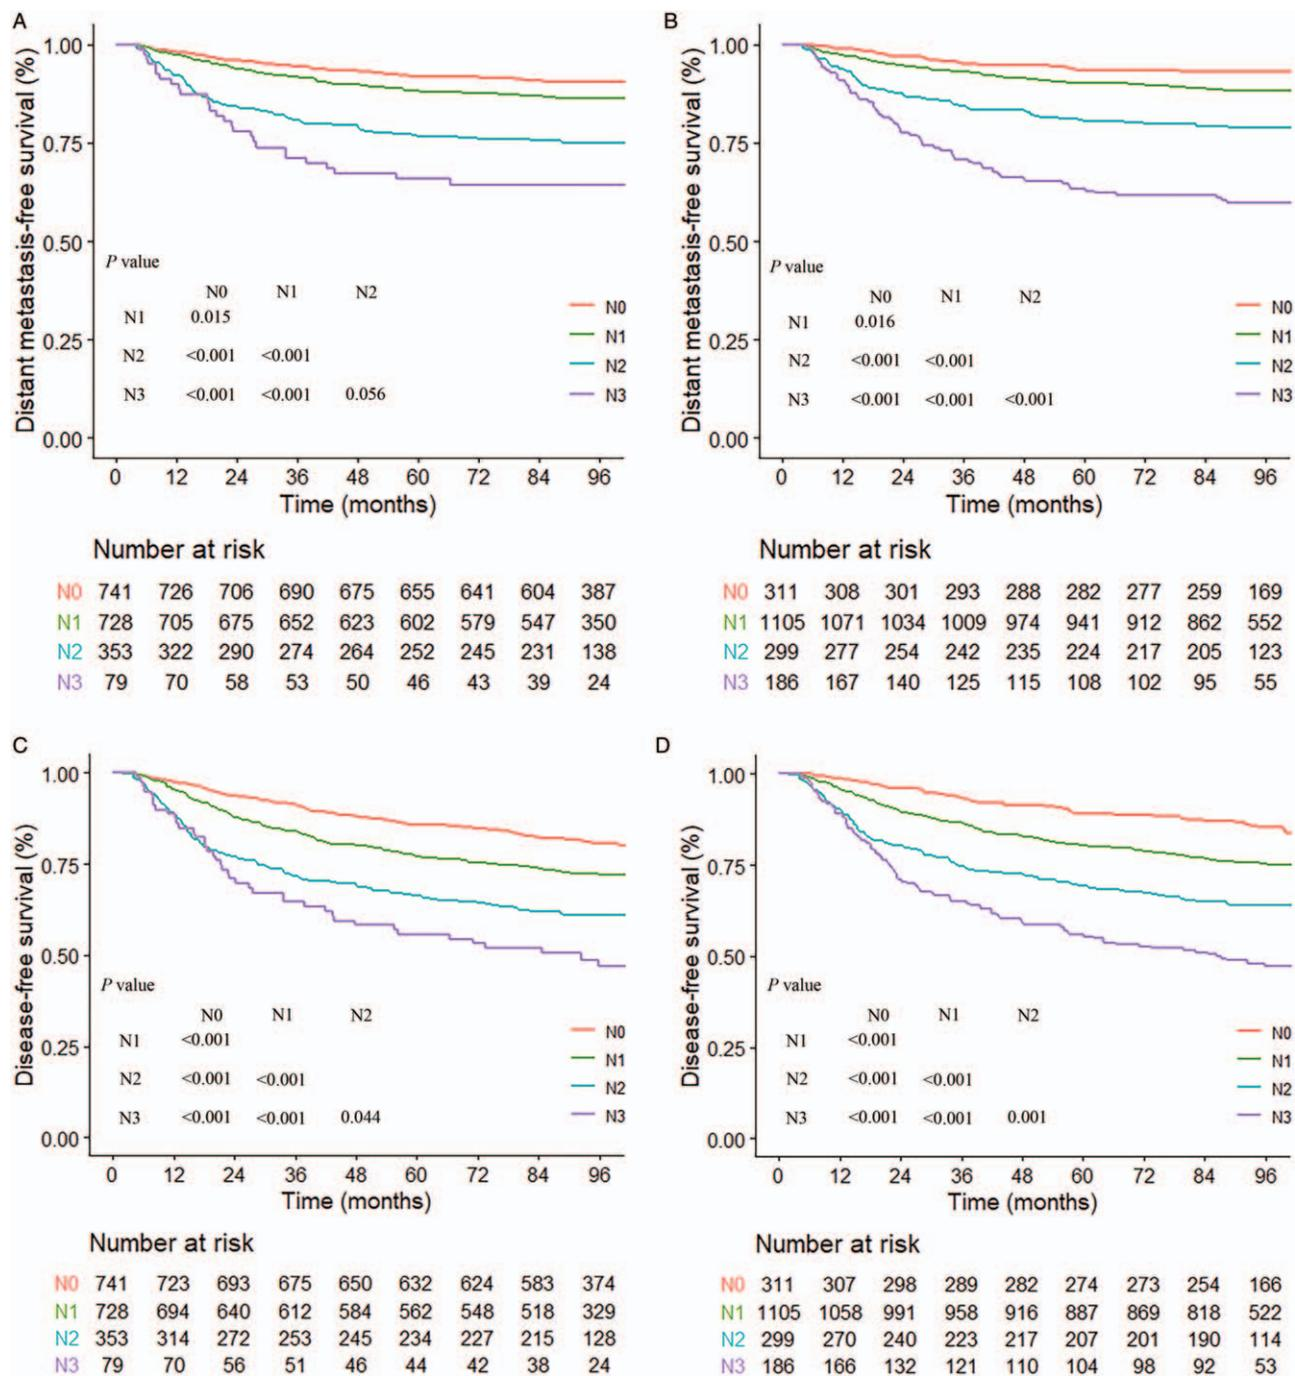 A
Distant metastasis-free survival (%)
1.00
0.75
0.50
0.25
0.00
P value
N0 N1 N2
N1 0.015
N2 <0.001 <0.001
N3 <0.001 <0.001 0.056
N0
N1
N2
N3
0 12 24 36 48 60 72 84 96
Time (months)
Number at risk
N0 741 726 706 690 675 655 641 604 387
N1 728 705 675 652 623 602 579 547 350
N2 353 322 290 274 264 252 245 231 138
N3 79 70 58 53 50 46 43 39 24
B
Distant metastasis-free survival (%)
1.00
0.75
0.50
0.25
0.00
P value
N0 N1 N2
N1 0.016
N2 <0.001 <0.001
N3 <0.001 <0.001 <0.001
N0
N1
N2
N3
0 12 24 36 48 60 72 84 96
Time (months)
Number at risk
N0 311 308 301 293 288 282 277 259 169
N1 1105 1071 1034 1009 974 941 912 862 552
N2 299 277 254 242 235 224 217 205 123
N3 186 167 140 125 115 108 102 95 55
C
Disease-free survival (%)
1.00
0.75
0.50
0.25
0.00
P value
N0 N1 N2
N1 <0.001
N2 <0.001 <0.001
N3 <0.001 <0.001 0.044
N0
N1
N2
N3
0 12 24 36 48 60 72 84 96
Time (months)
Number at risk
N0 741 723 693 675 650 632 624 583 374
N1 728 694 640 612 584 562 548 518 329
N2 353 314 272 253 245 234 227 215 128
N3 79 70 56 51 46 44 42 38 24
D
Disease-free survival (%)
1.00
0.75
0.50
0.25
0.00
P value
N0 N1 N2
N1 <0.001
N2 <0.001 <0.001
N3 <0.001 <0.001 0.001
N0
N1
N2
N3
0 12 24 36 48 60 72 84 96
Time (months)
Number at risk
N0 311 307 298 289 282 274 273 254 166
N1 1105 1058 991 958 916 887 869 818 522
N2 299 270 240 223 217 207 201 190 114
N3 186 166 132 121 110 104 98 92 53